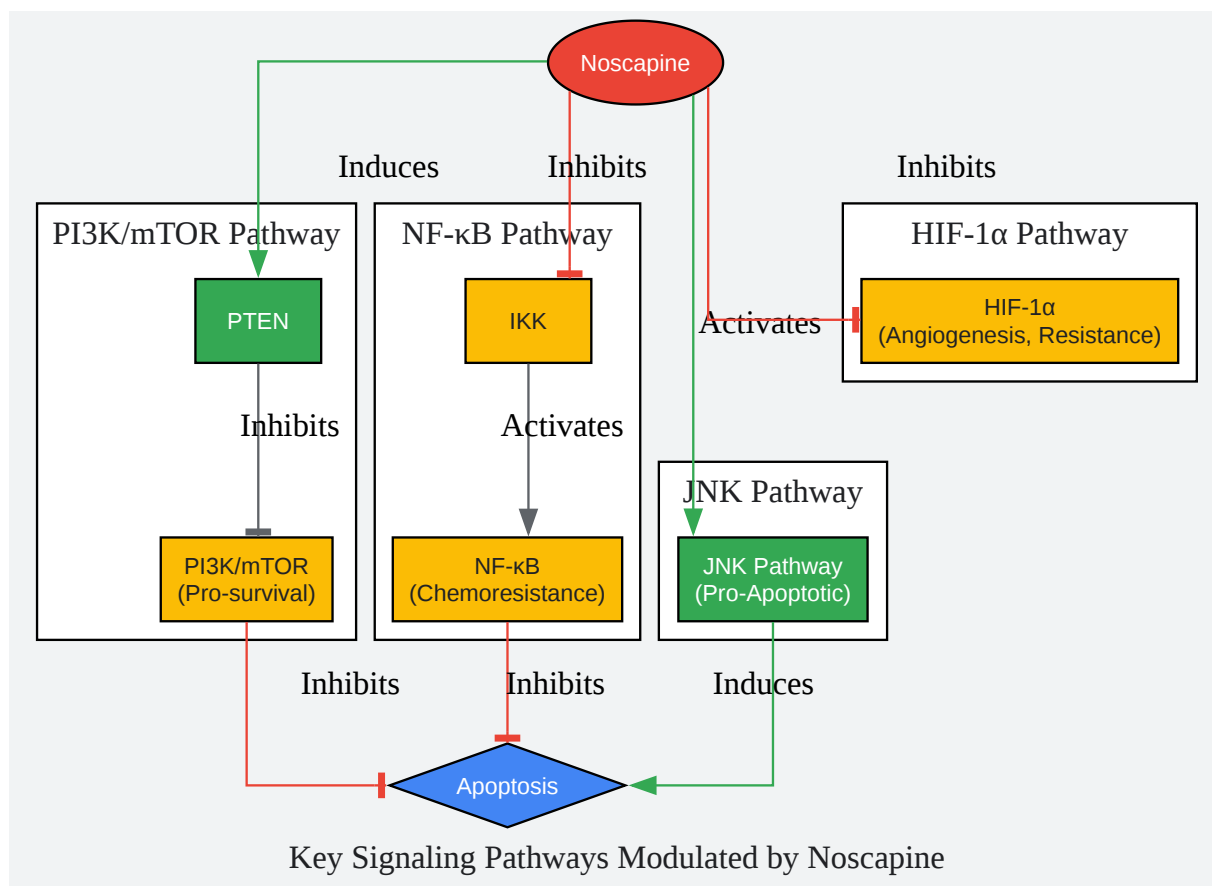 Noscapine
Induces
Inhibits
Inhibits
PI3K/mTOR Pathway
NF-κB Pathway
HIF-1α Pathway
PTEN
IKK
HIF-1α
(Angiogenesis, Resistance)
Activates
Inhibits
Activates
JNK Pathway
PI3K/mTOR
(Pro-survival)
NF-κB
(Chemoresistance)
JNK Pathway
(Pro-Apoptotic)
Inhibits
Inhibits
Induces
Apoptosis
Key Signaling Pathways Modulated by Noscapine